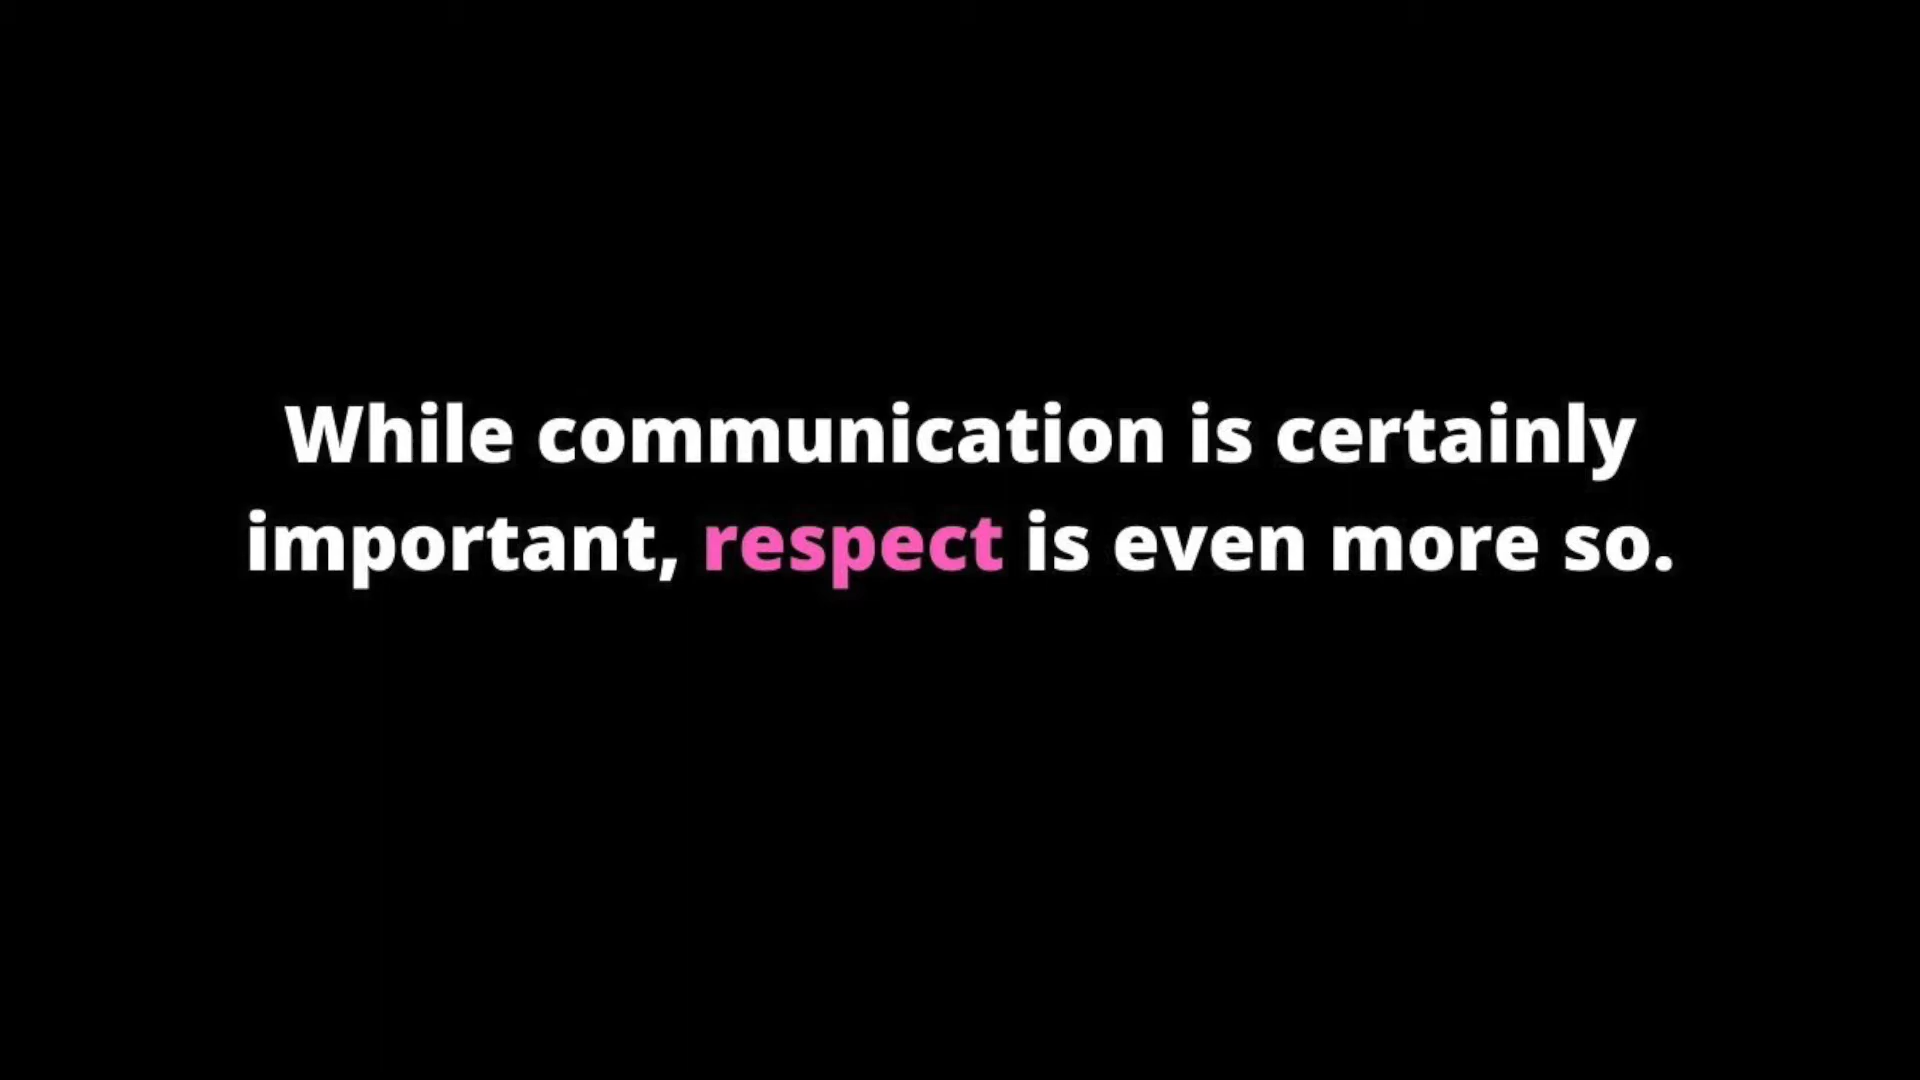 While communication is certainly
important, respect is even more so.